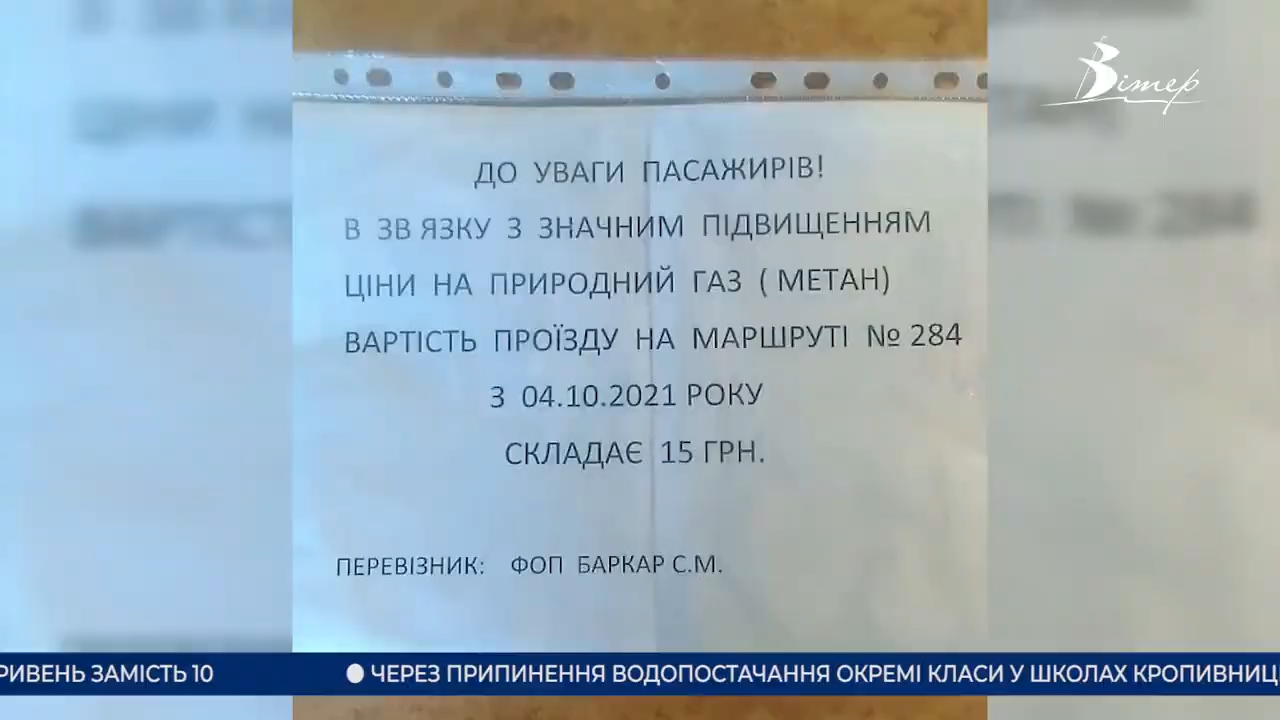 Вітер
ДО УВАГИ ПАСАЖИРІВ!
В ЗВ ЯЗКУ З ЗНАЧНИМ ПІДВИЩЕННЯМ
ЦІНИ НА ПРИРОДНИЙ ГАЗ ( МЕТАН)
ВАРТІСТЬ ПРОЇЗДУ НА МАРШРУТІ № 284
З 04.10.2021 РОКУ
СКЛАДАЄ 15 ГРН.
ПЕРЕВІЗНИК: ФОП БАРКАР С.М.
РИВЕНЬ ЗАМІСТЬ 10 ● ЧЕРЕЗ ПРИПИНЕННЯ ВОДОПОСТАЧАННЯ ОКРЕМІ КЛАСИ У ШКОЛАХ КРОПИВНИЦ